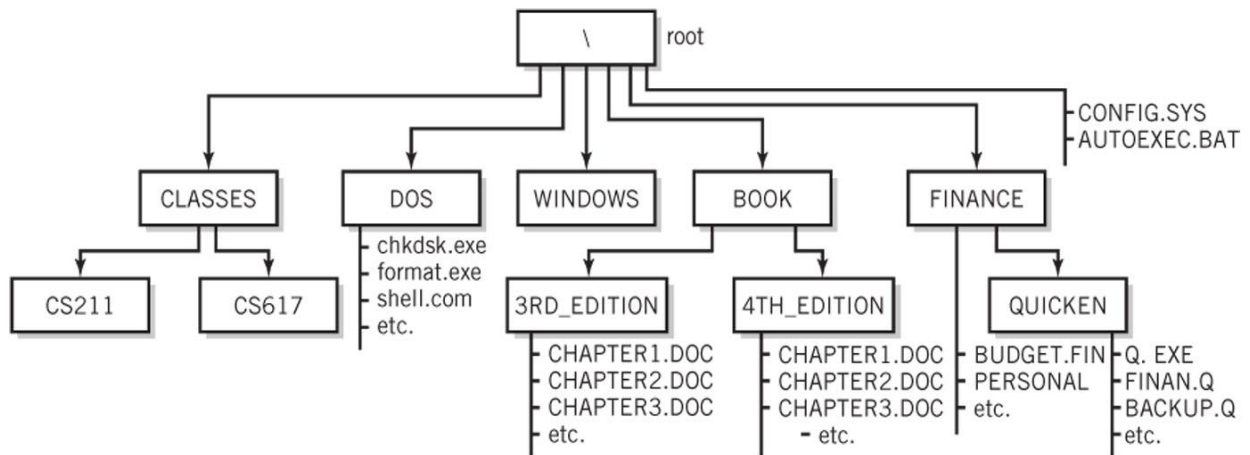 \ root
CONFIG.SYS
AUTOEXEC.BAT
CLASSES DOS WINDOWS BOOK FINANCE
chkdsk.exe
format.exe
shell.com
etc.
CS211 CS617 3RD_EDITION 4TH_EDITION QUICKEN
CHAPTER1.DOC CHAPTER1.DOC BUDGET.FIN Q. EXE
CHAPTER2.DOC CHAPTER2.DOC PERSONAL FINAN.Q
CHAPTER3.DOC CHAPTER3.DOC etc. BACKUP.Q
etc. - etc. etc.